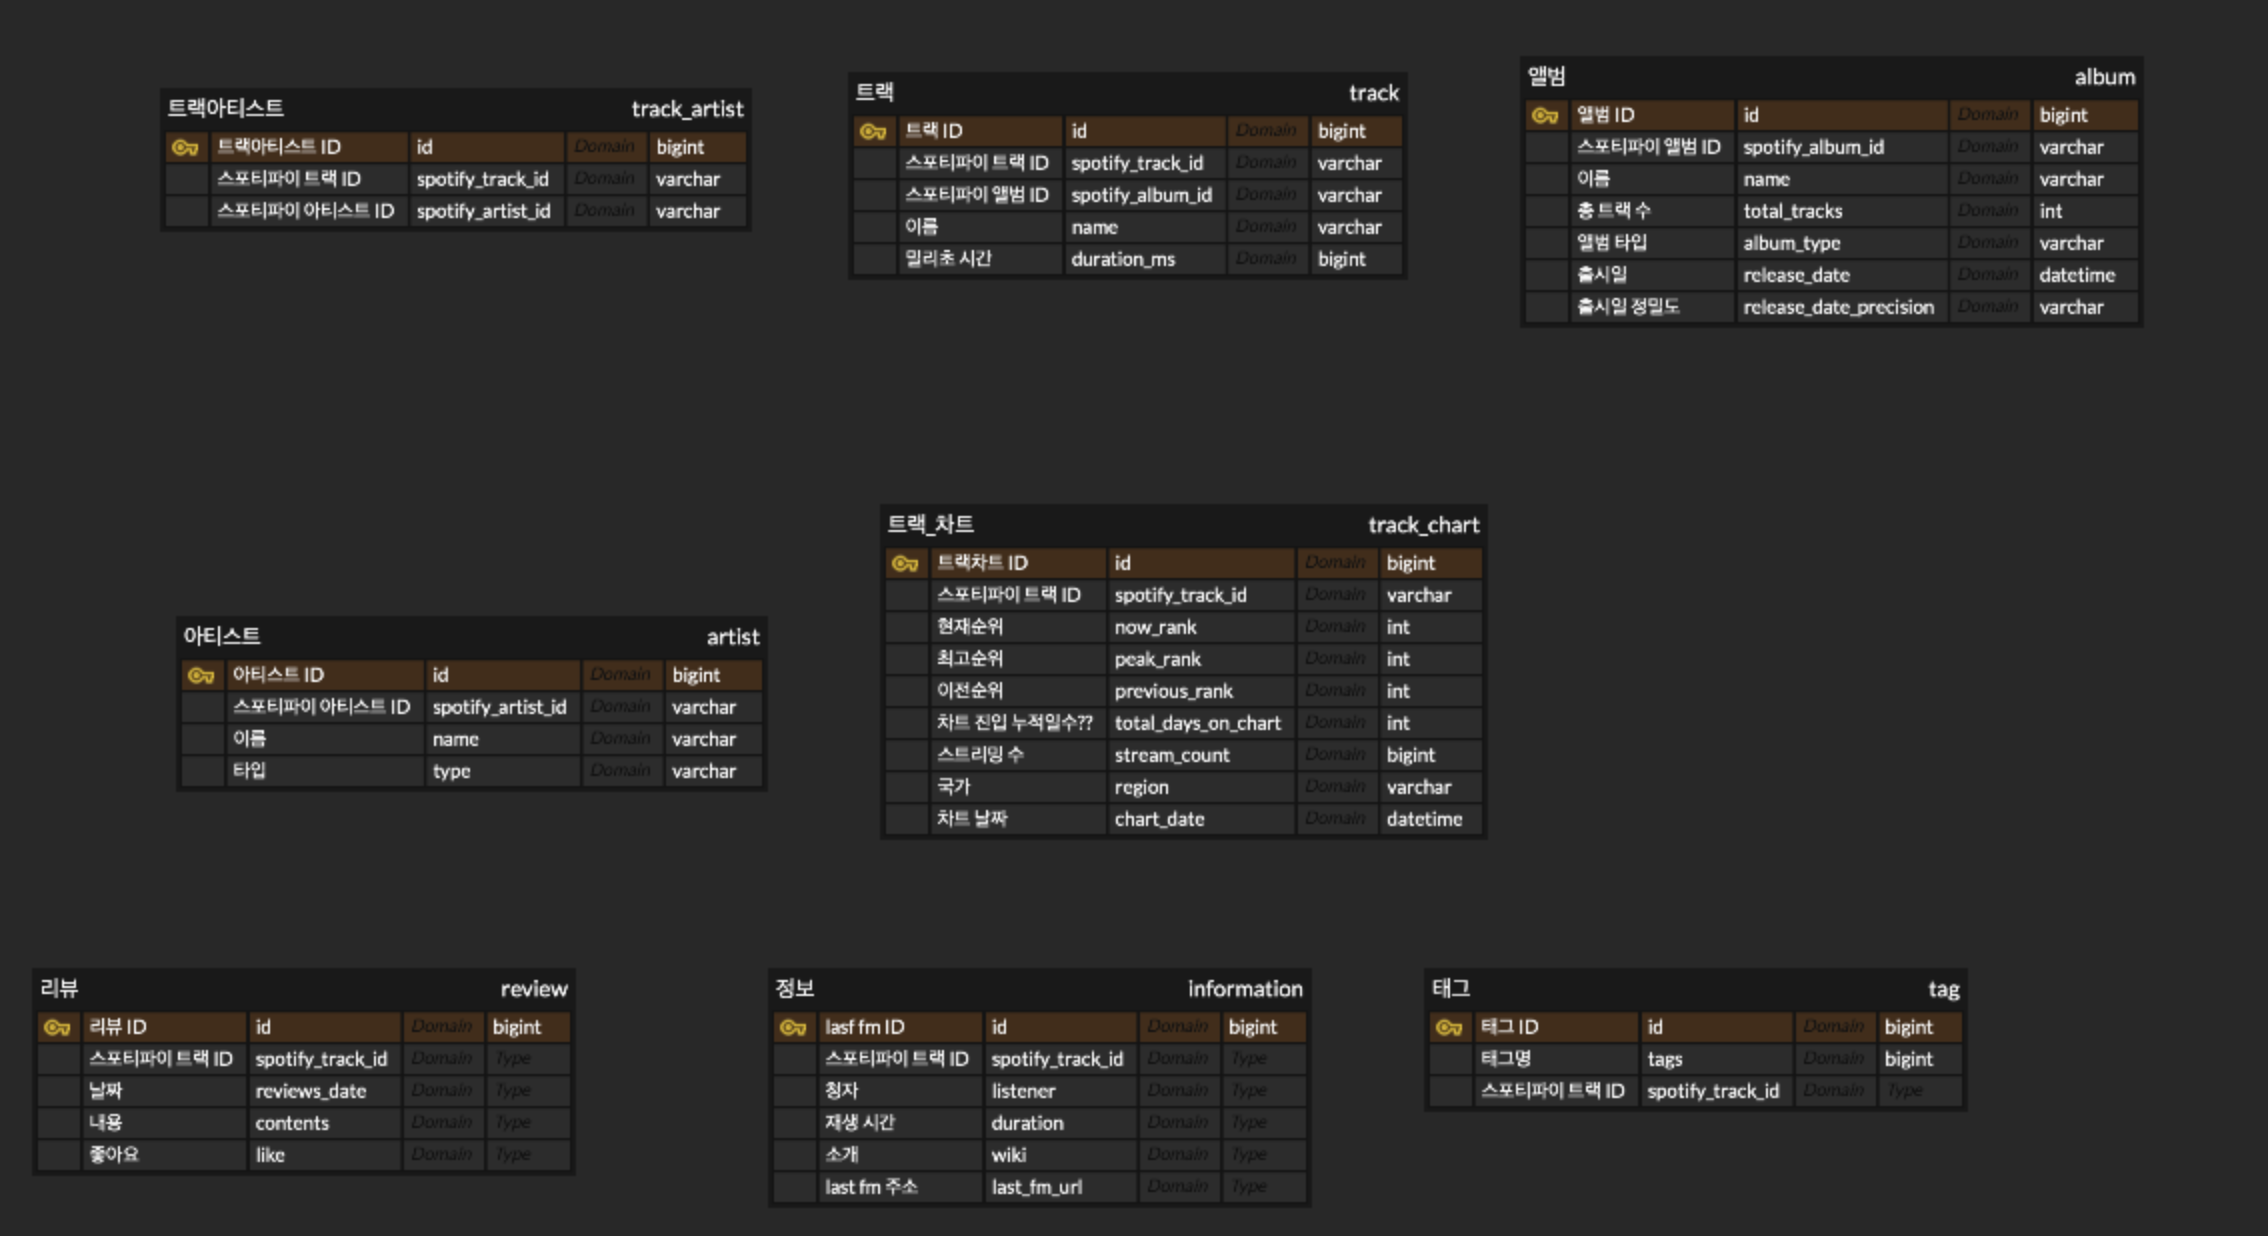 트랙아티스트 track_artist
트랙아티스트 ID id Domain bigint
스포티파이 트랙 ID spotify_track_id Domain varchar
스포티파이 아티스트 ID spotify_artist_id Domain varchar
트랙 track
트랙 ID id Domain bigint
스포티파이 트랙 ID spotify_track_id Domain varchar
스포티파이 앨범 ID spotify_album_id Domain varchar
이름 name Domain varchar
밀리초 시간 duration_ms Domain bigint
앨범 album
앨범 ID id Domain bigint
스포티파이 앨범 ID spotify_album_id Domain varchar
이름 name Domain varchar
총 트랙 수 total_tracks Domain int
앨범 타입 album_type Domain varchar
출시일 release_date Domain datetime
출시일 정밀도 release_date_precision Domain varchar
아티스트 artist
아티스트 ID id Domain bigint
스포티파이 아티스트 ID spotify_artist_id Domain varchar
이름 name Domain varchar
타입 type Domain varchar
트랙_차트 track_chart
트랙차트 ID id Domain bigint
스포티파이 트랙 ID spotify_track_id Domain varchar
현재순위 now_rank Domain int
최고순위 peak_rank Domain int
이전순위 previous_rank Domain int
차트 진입 누적일수?? total_days_on_chart Domain int
스트리밍 수 stream_count Domain bigint
국가 region Domain varchar
차트 날짜 chart_date Domain datetime
리뷰 review
리뷰 ID id Domain bigint
스포티파이 트랙 ID spotify_track_id Domain Type
날짜 reviews_date Domain Type
내용 contents Domain Type
좋아요 like Domain Type
정보 information
lasf fm ID id Domain bigint
스포티파이 트랙 ID spotify_track_id Domain Type
청자 listener Domain Type
재생 시간 duration Domain Type
소개 wiki Domain Type
last fm 주소 last_fm_url Domain Type
태그 tag
태그 ID id Domain bigint
태그명 tags Domain bigint
스포티파이 트랙 ID spotify_track_id Domain Type